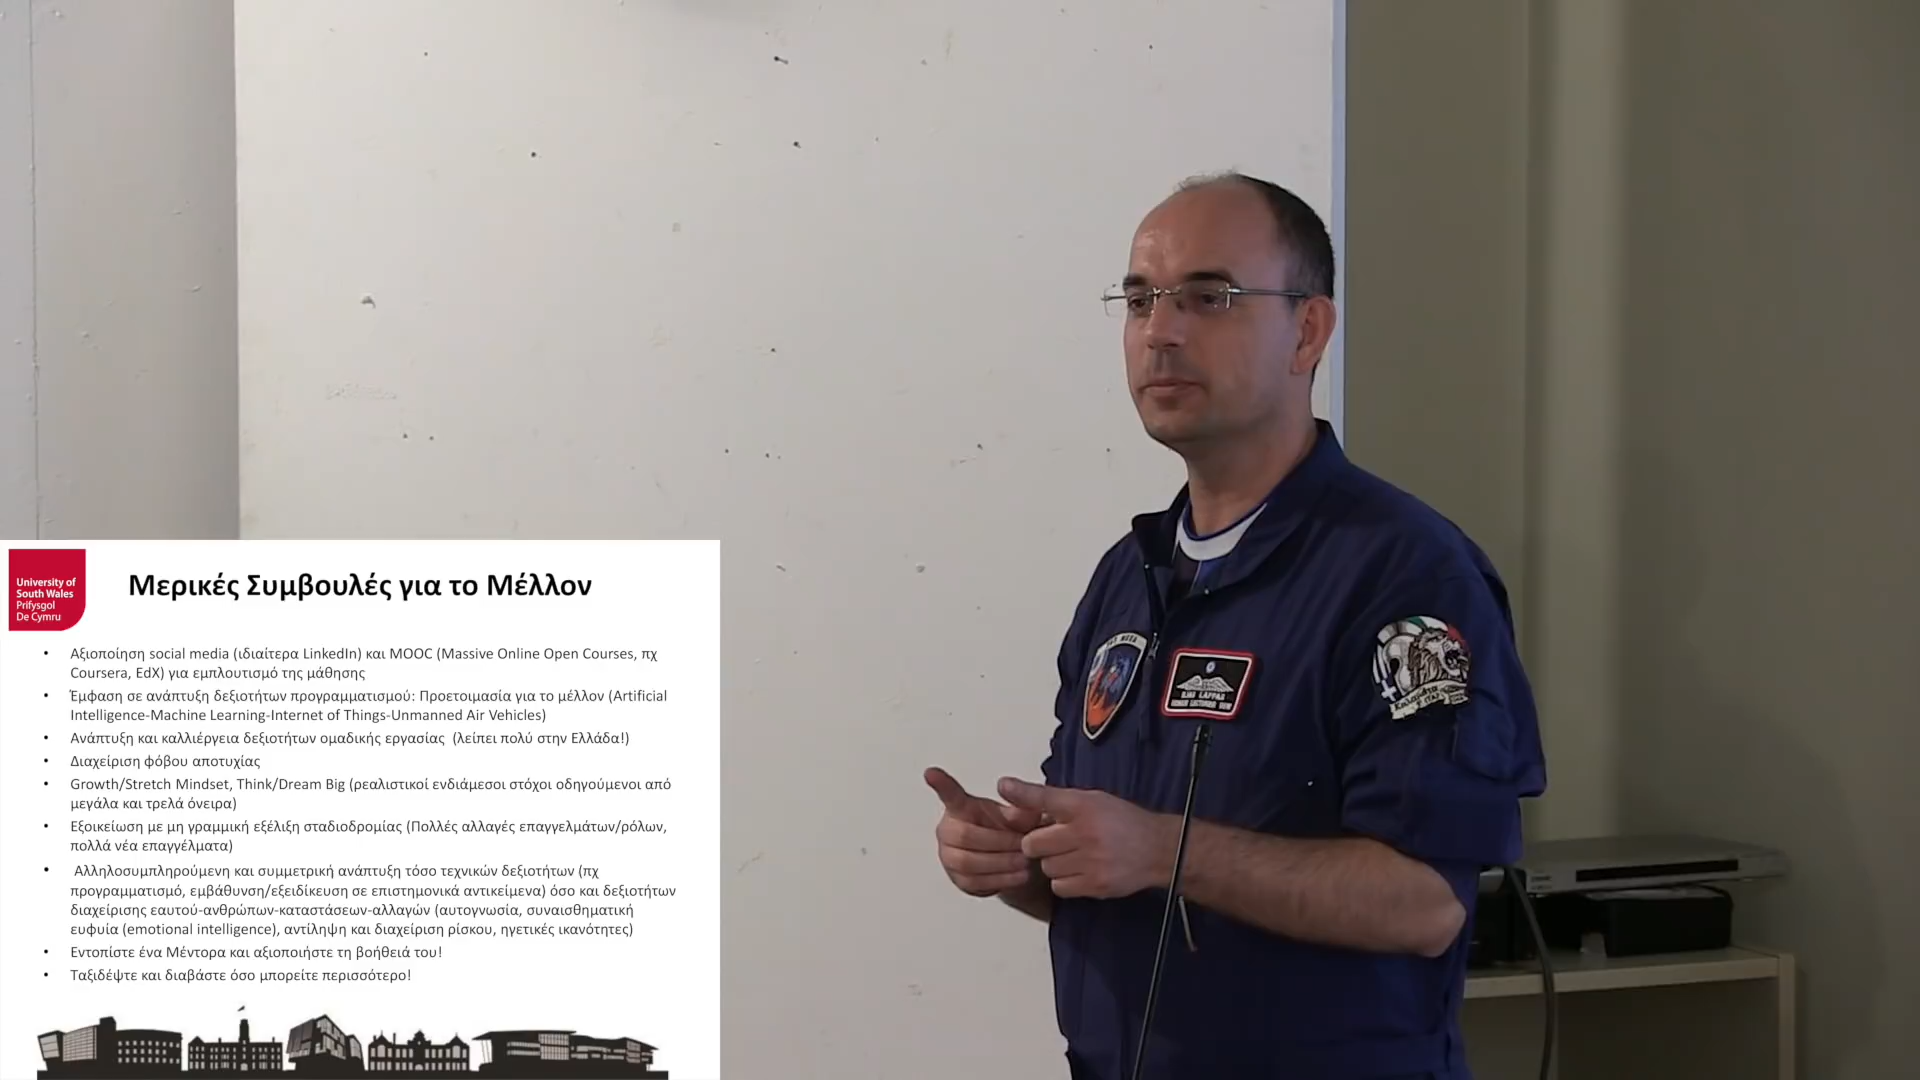 University of
South Wales
Prifysgol
De Cymru
Μερικές Συμβουλές για το Μέλλον
• Αξιοποίηση social media (ιδιαίτερα LinkedIn) και MOOC (Massive Online Open Courses, πχ
Coursera, EdX) για εμπλουτισμό της μάθησης
• Έμφαση σε ανάπτυξη δεξιοτήτων προγραμματισμού: Προετοιμασία για το μέλλον (Artificial
Intelligence-Machine Learning-Internet of Things-Unmanned Air Vehicles)
• Ανάπτυξη και καλλιέργεια δεξιοτήτων ομαδικής εργασίας (λείπει πολύ στην Ελλάδα!)
• Διαχείριση φόβου αποτυχίας
• Growth/Stretch Mindset, Think/Dream Big (ρεαλιστικοί ενδιάμεσοι στόχοι οδηγούμενοι από
μεγάλα και τρελά όνειρα)
• Εξοικείωση με μη γραμμική εξέλιξη σταδιοδρομίας (Πολλές αλλαγές επαγγελμάτων/ρόλων,
πολλά νέα επαγγέλματα)
• Αλληλοσυμπληρούμενη και συμμετρική ανάπτυξη τόσο τεχνικών δεξιοτήτων (πχ
προγραμματισμό, εμβάθυνση/εξειδίκευση σε επιστημονικά αντικείμενα) όσο και δεξιοτήτων
διαχείρισης εαυτού-ανθρώπων-καταστάσεων-αλλαγών (αυτογνωσία, συναισθηματική
ευφυία (emotional intelligence), αντίληψη και διαχείριση ρίσκου, ηγετικές ικανότητες)
• Εντοπίστε ένα Μέντορα και αξιοποιήστε τη βοήθειά του!
• Ταξιδέψτε και διαβάστε όσο μπορείτε περισσότερο!
LAPPAS
SENIOR LECTURER
Καλαμάτα